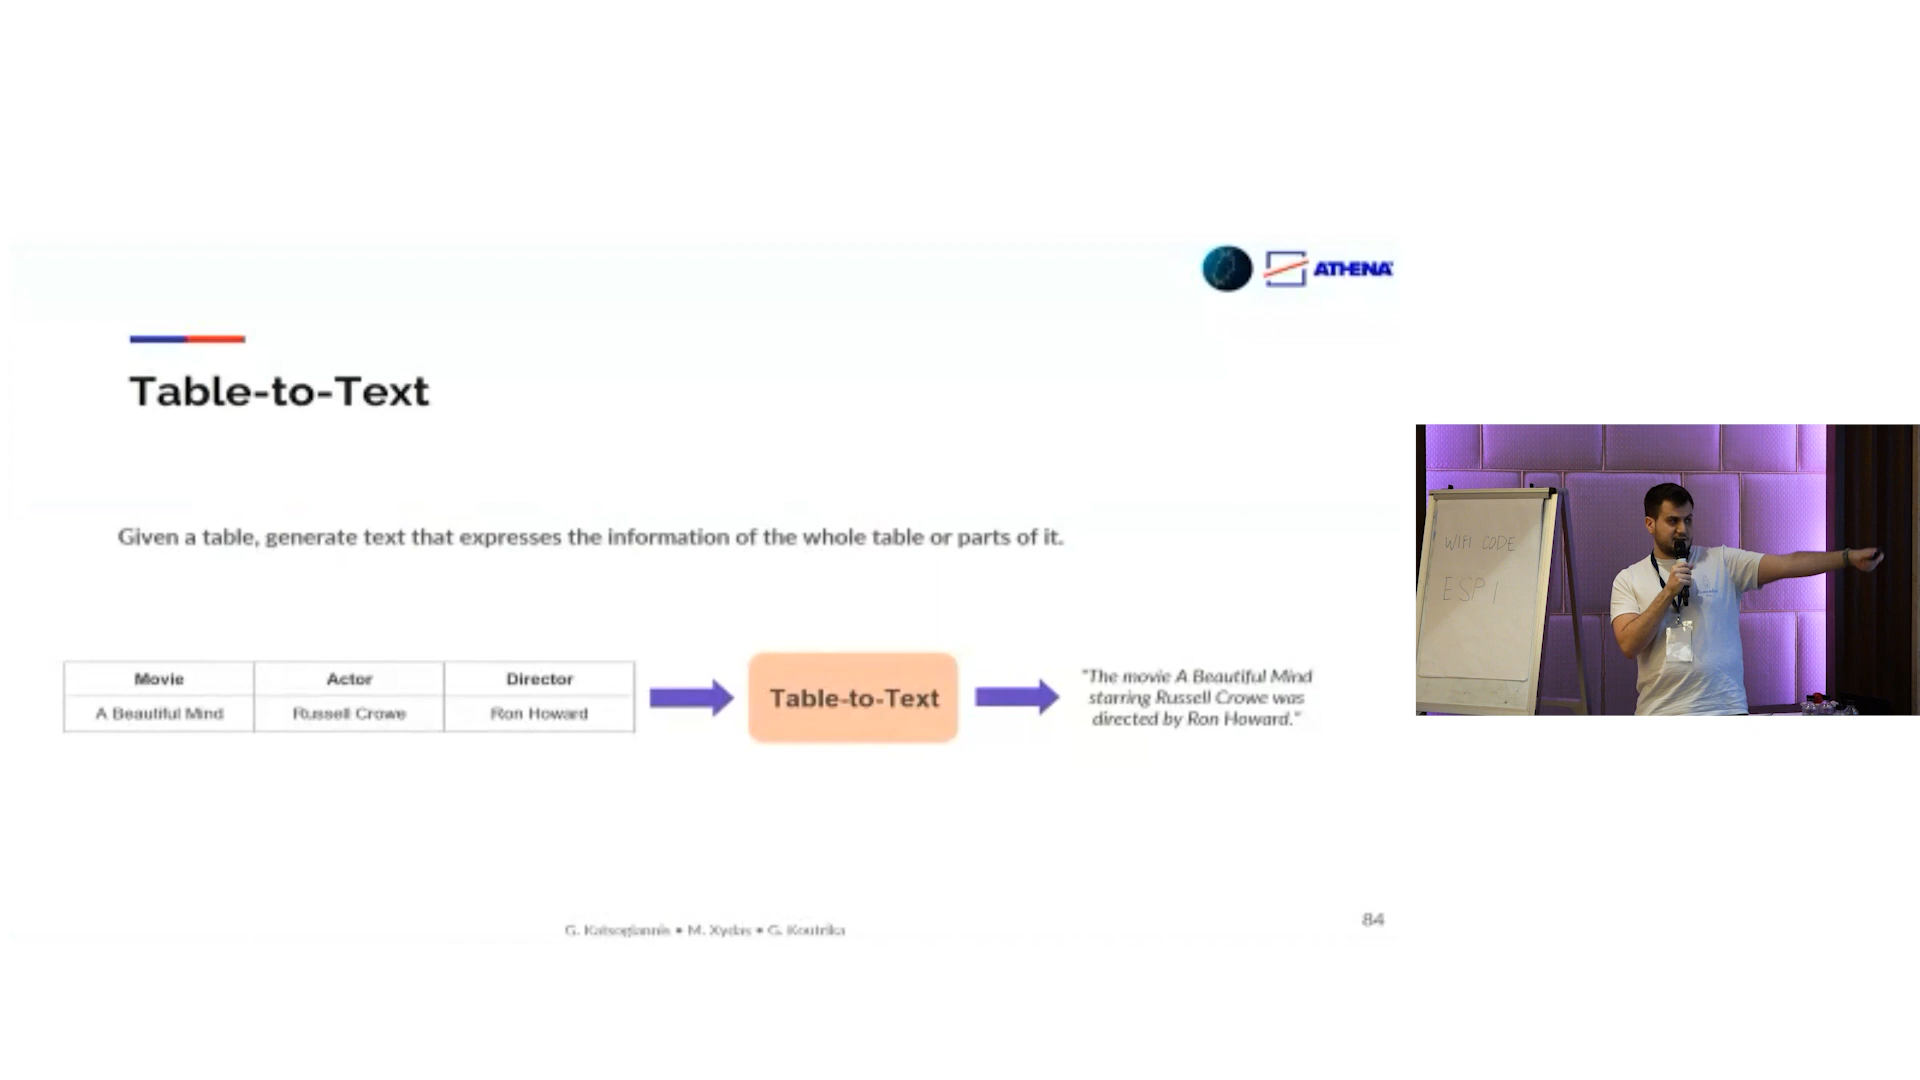 ATHENA
Table-to-Text
Given a table, generate text that expresses the information of the whole table or parts of it.
Movie Actor Director
A Beautiful Mind Russell Crowe Ron Howard
Table-to-Text
"The movie A Beautiful Mind
starring Russell Crowe was
directed by Ron Howard."
G. Katsogiannis • M. Xydas • G. Koutrika
84
WIFI CODE
ESP1